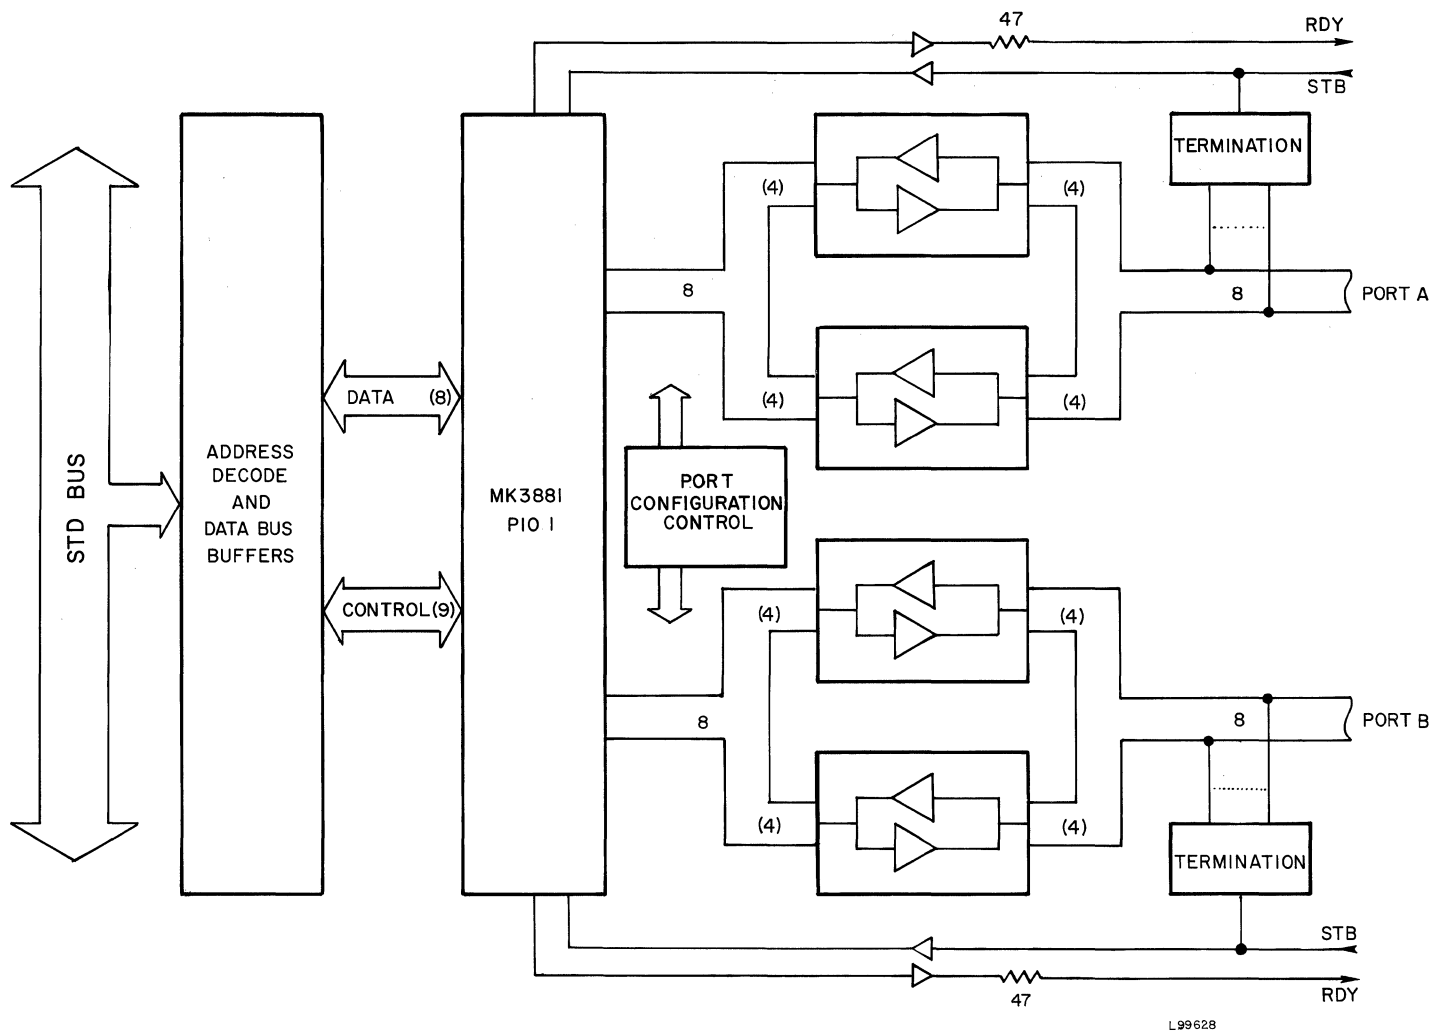 47
RDY
STB
TERMINATION
(4)
(4)
8
8
PORT A
(4)
(4)
DATA (8)
STD BUS
ADDRESS
DECODE
AND
DATA BUS
BUFFERS
MK3881
PIO 1
PORT
CONFIGURATION
CONTROL
CONTROL(9)
(4)
(4)
8
8
PORT B
(4)
(4)
TERMINATION
STB
47
RDY
L99628